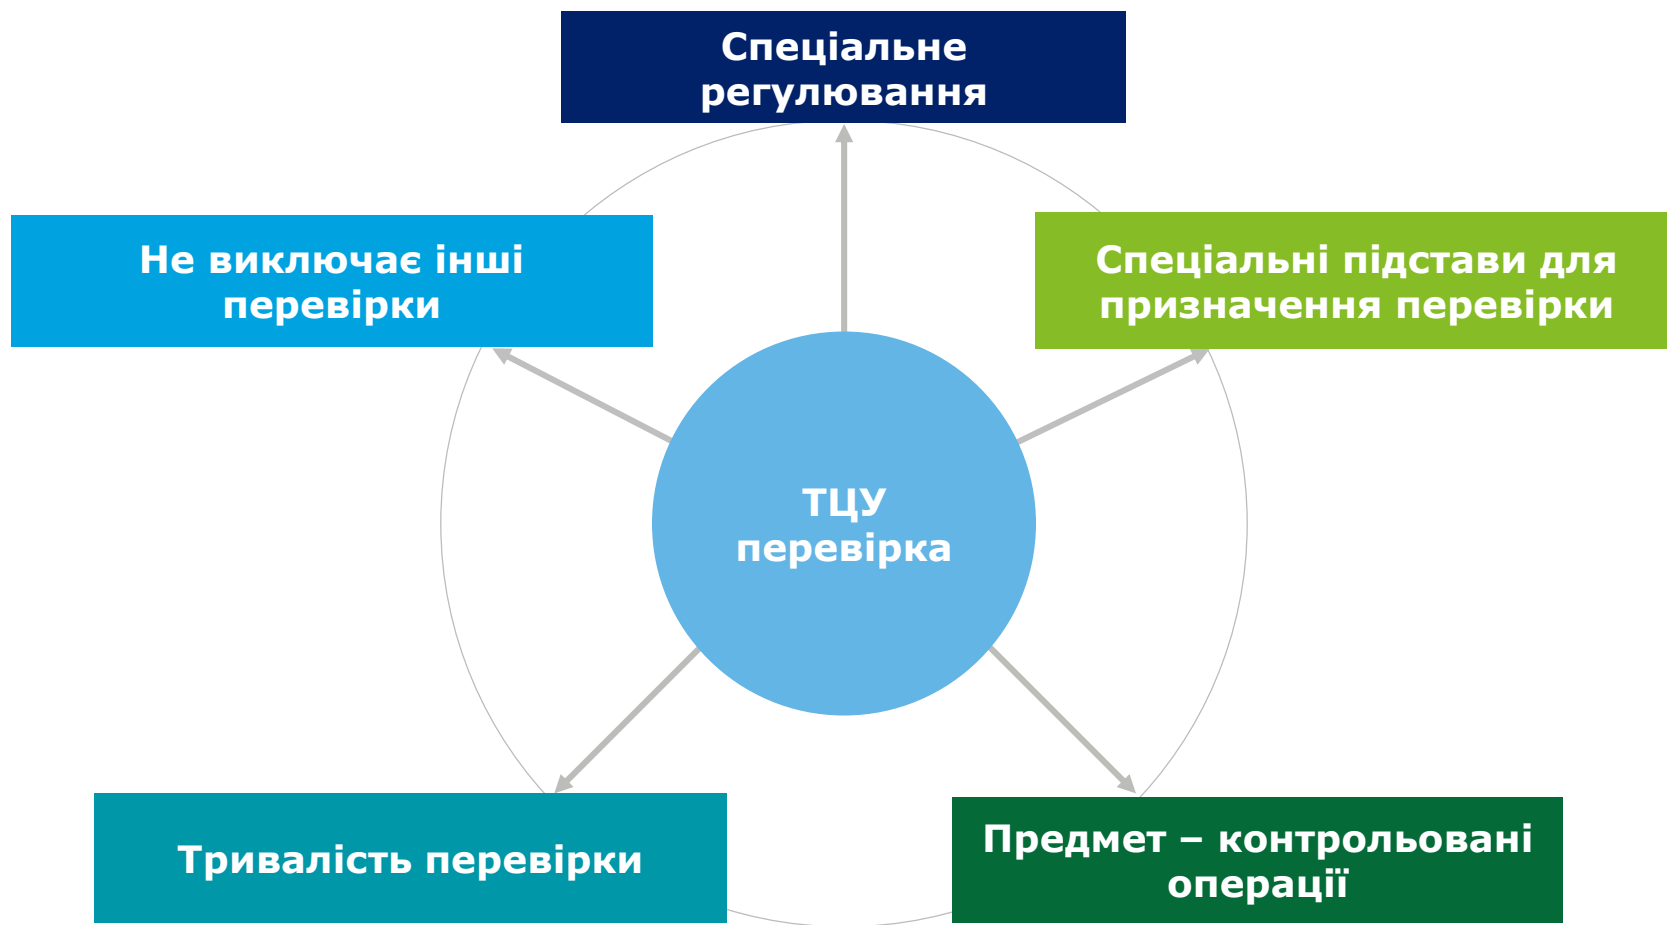 Спеціальне
регулювання
Не виключає інші
перевірки
Спеціальні підстави для
призначення перевірки
ТЦУ
перевірка
Тривалість перевірки
Предмет – контрольовані
операції